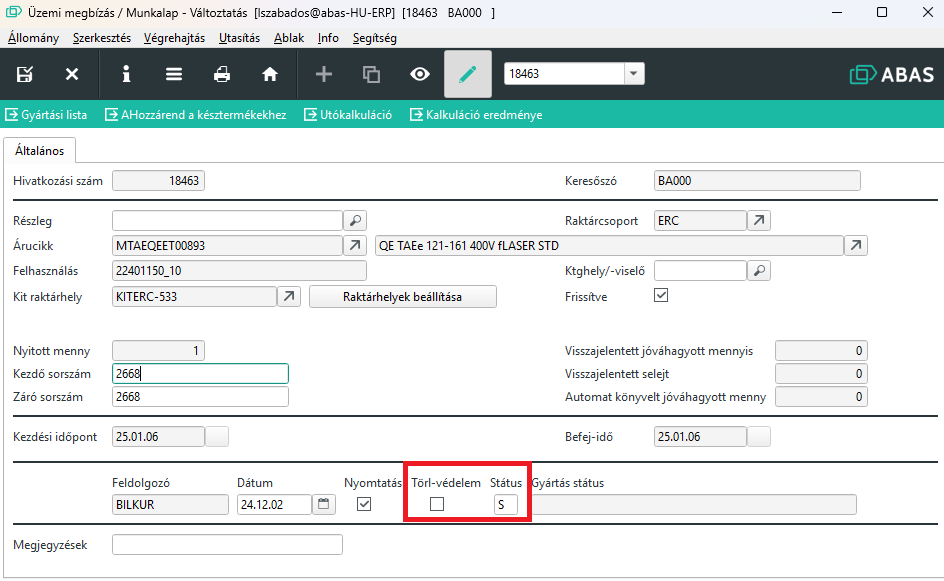 Üzemi megbízás / Munkalap - Változtatás [lszabados@abas-HU-ERP] [18463 BA000 ]
Állomány Szerkesztés Végrehajtás Utasítás Ablak Info Segítség
18463 ABAS
Gyártási lista AHozzárend a késztermékekhez Utókalkuláció Kalkuláció eredménye
Általános
Hivatkozási szám 18463 Keresőszó BA000
Részleg Raktárcsoport ERC
Árucikk MTAEQEET00893 QE TAEe 121-161 400V fLASER STD
Felhasználás 22401150_10 Ktghely/-viselő
Kit raktárhely KITERC-533 Raktárhelyek beállítása Frissítve
Nyitott menny 1 Visszajelentett jóváhagyott mennyis 0
Kezdő sorszám 2668 Visszajelentett selejt 0
Záró sorszám 2668 Automat könyvelt jóváhagyott menny 0
Kezdési időpont 25.01.06 Befej-idő 25.01.06
Feldolgozó Dátum Nyomtatás Törl-védelem Státus Gyártás státus
BILKUR 24.12.02 S
Megjegyzések